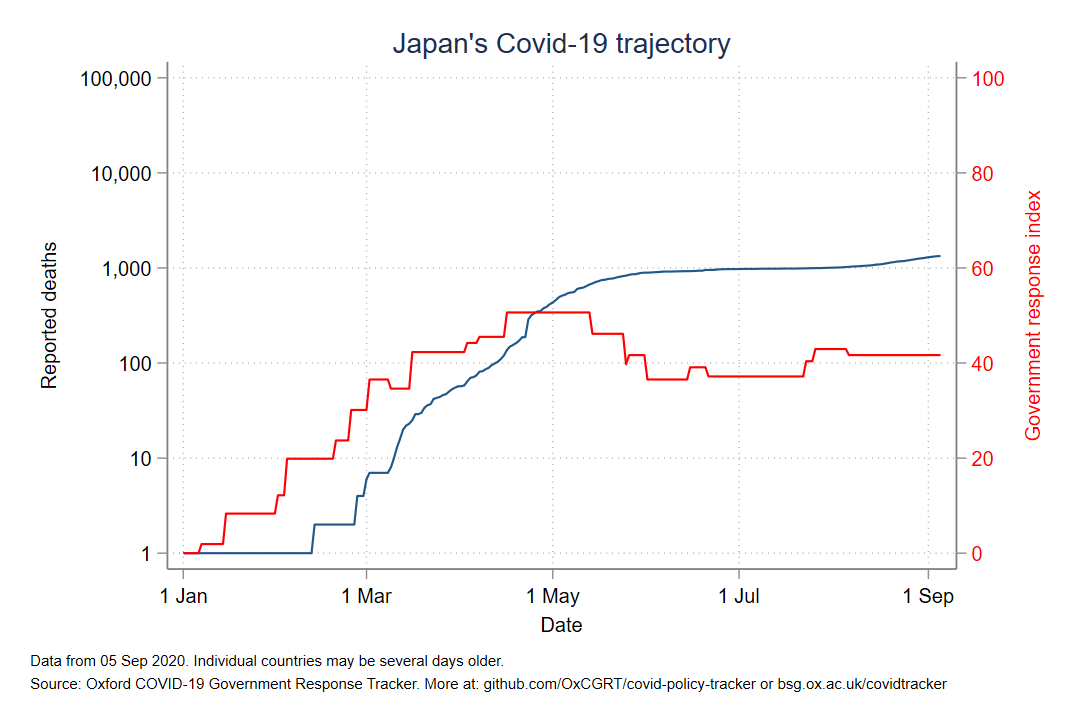 Japan's Covid-19 trajectory
100,000
10,000
1,000
100
10
1
Reported deaths
100
80
60
40
20
0
Government response index
1 Jan
1 Mar
1 May
1 Jul
1 Sep
Date
Data from 05 Sep 2020. Individual countries may be several days older.
Source: Oxford COVID-19 Government Response Tracker. More at: github.com/OxCGRT/covid-policy-tracker or bsg.ox.ac.uk/covidtracker